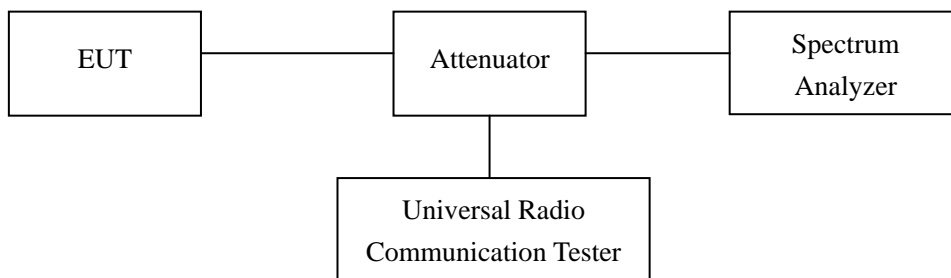 EUT
Attenuator
Spectrum
Analyzer
Universal Radio
Communication Tester